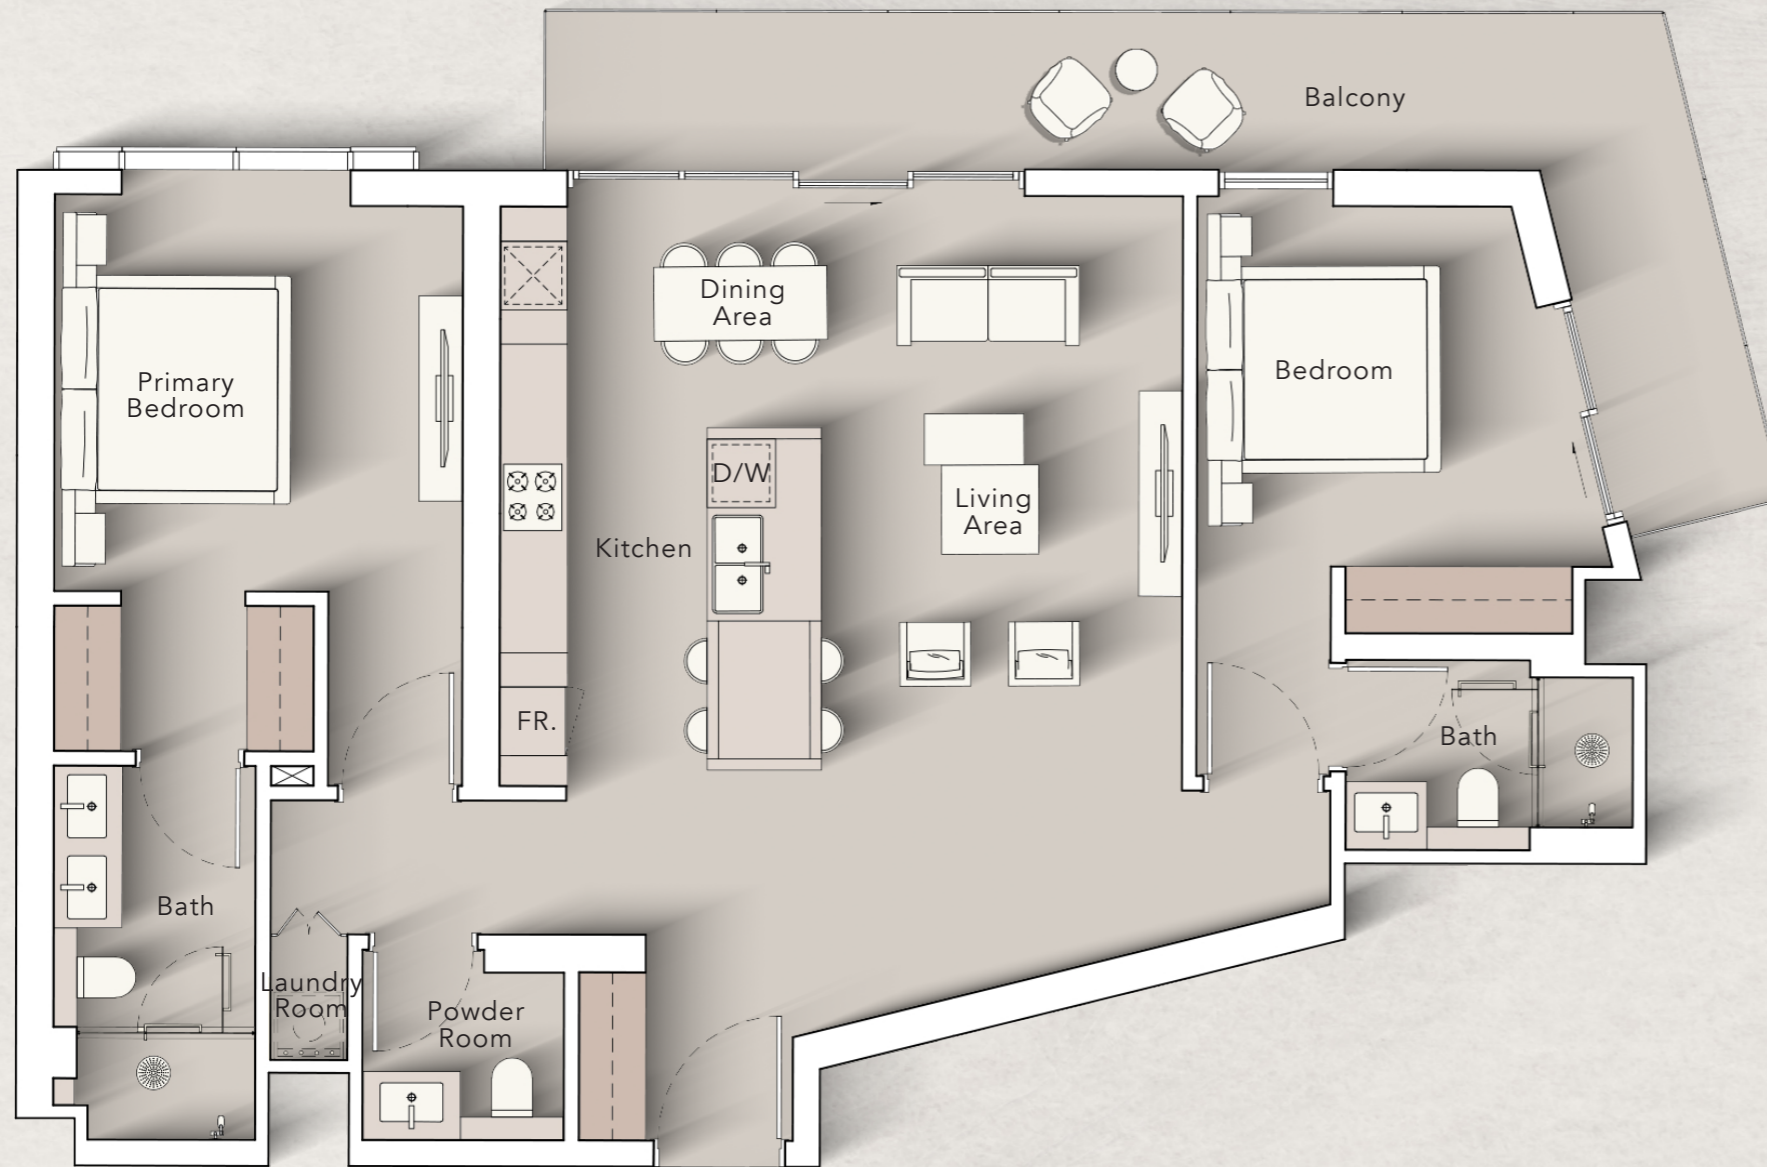 Balcony
Dining
Area
Primary
Bedroom
Bedroom
D/W
Living
Area
Kitchen
FR.
Bath
Bath
Laundry
Room
Powder
Room